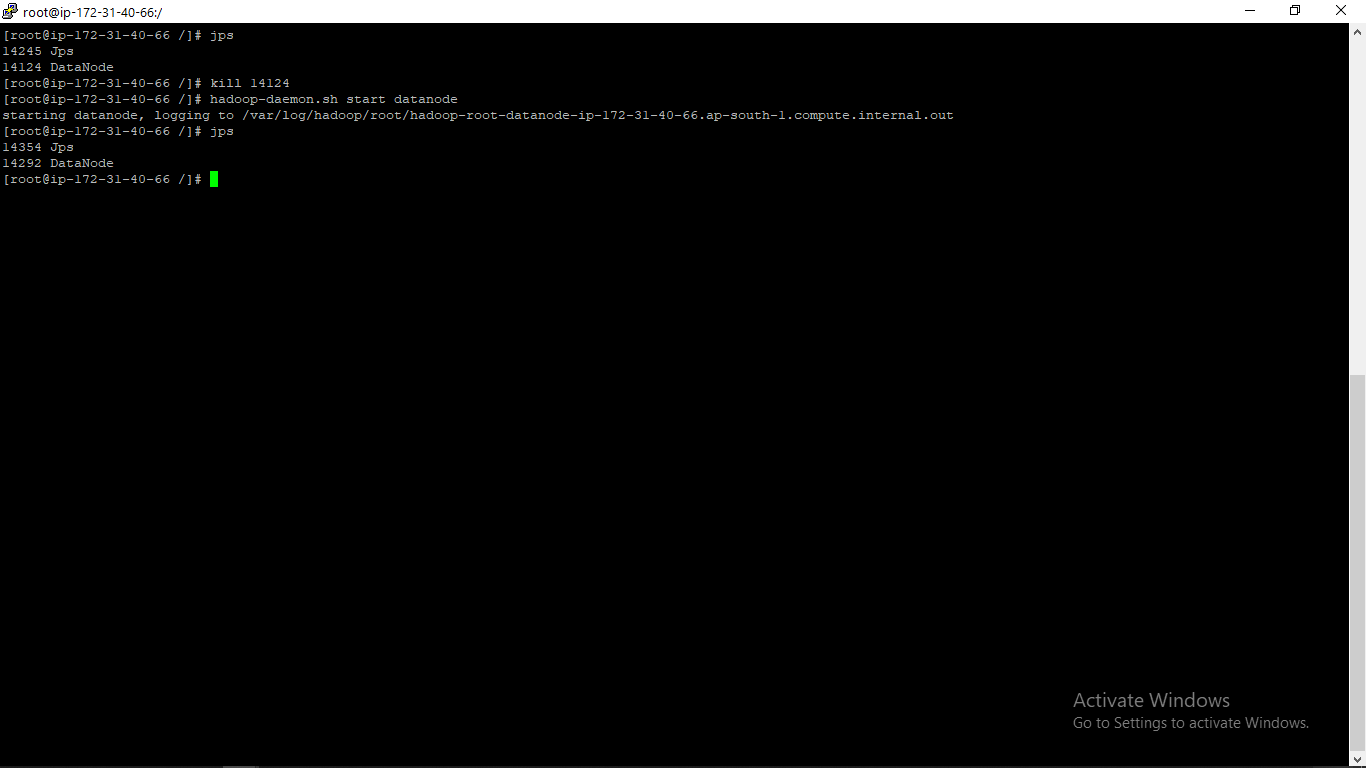 root@ip-172-31-40-66:/
[root@ip-172-31-40-66 /]# jps
14245 Jps
14124 DataNode
[root@ip-172-31-40-66 /]# kill 14124
[root@ip-172-31-40-66 /]# hadoop-daemon.sh start datanode
starting datanode, logging to /var/log/hadoop/root/hadoop-root-datanode-ip-172-31-40-66.ap-south-1.compute.internal.out
[root@ip-172-31-40-66 /]# jps
14354 Jps
14292 DataNode
[root@ip-172-31-40-66 /]#
Activate Windows
Go to Settings to activate Windows.